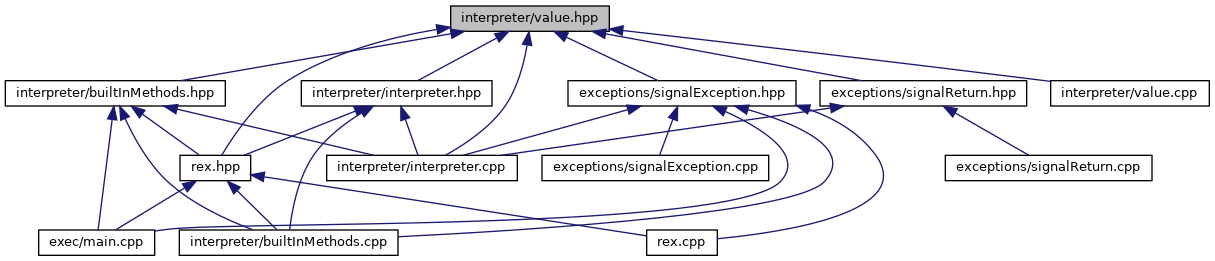 interpreter/value.hpp
interpreter/builtInMethods.hpp
interpreter/interpreter.hpp
exceptions/signalException.hpp
exceptions/signalReturn.hpp
interpreter/value.cpp
rex.hpp
interpreter/interpreter.cpp
exceptions/signalException.cpp
exceptions/signalReturn.cpp
exec/main.cpp
interpreter/builtInMethods.cpp
rex.cpp